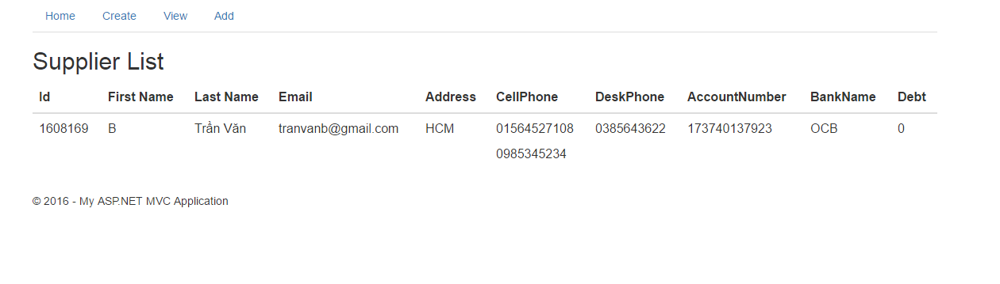 Home Create View Add
Supplier List
Id First Name Last Name Email Address CellPhone DeskPhone AccountNumber BankName Debt
1608169 B Trần Văn tranvanb@gmail.com HCM 01564527108 0385643622 173740137923 OCB 0
0985345234
© 2016 - My ASP.NET MVC Application